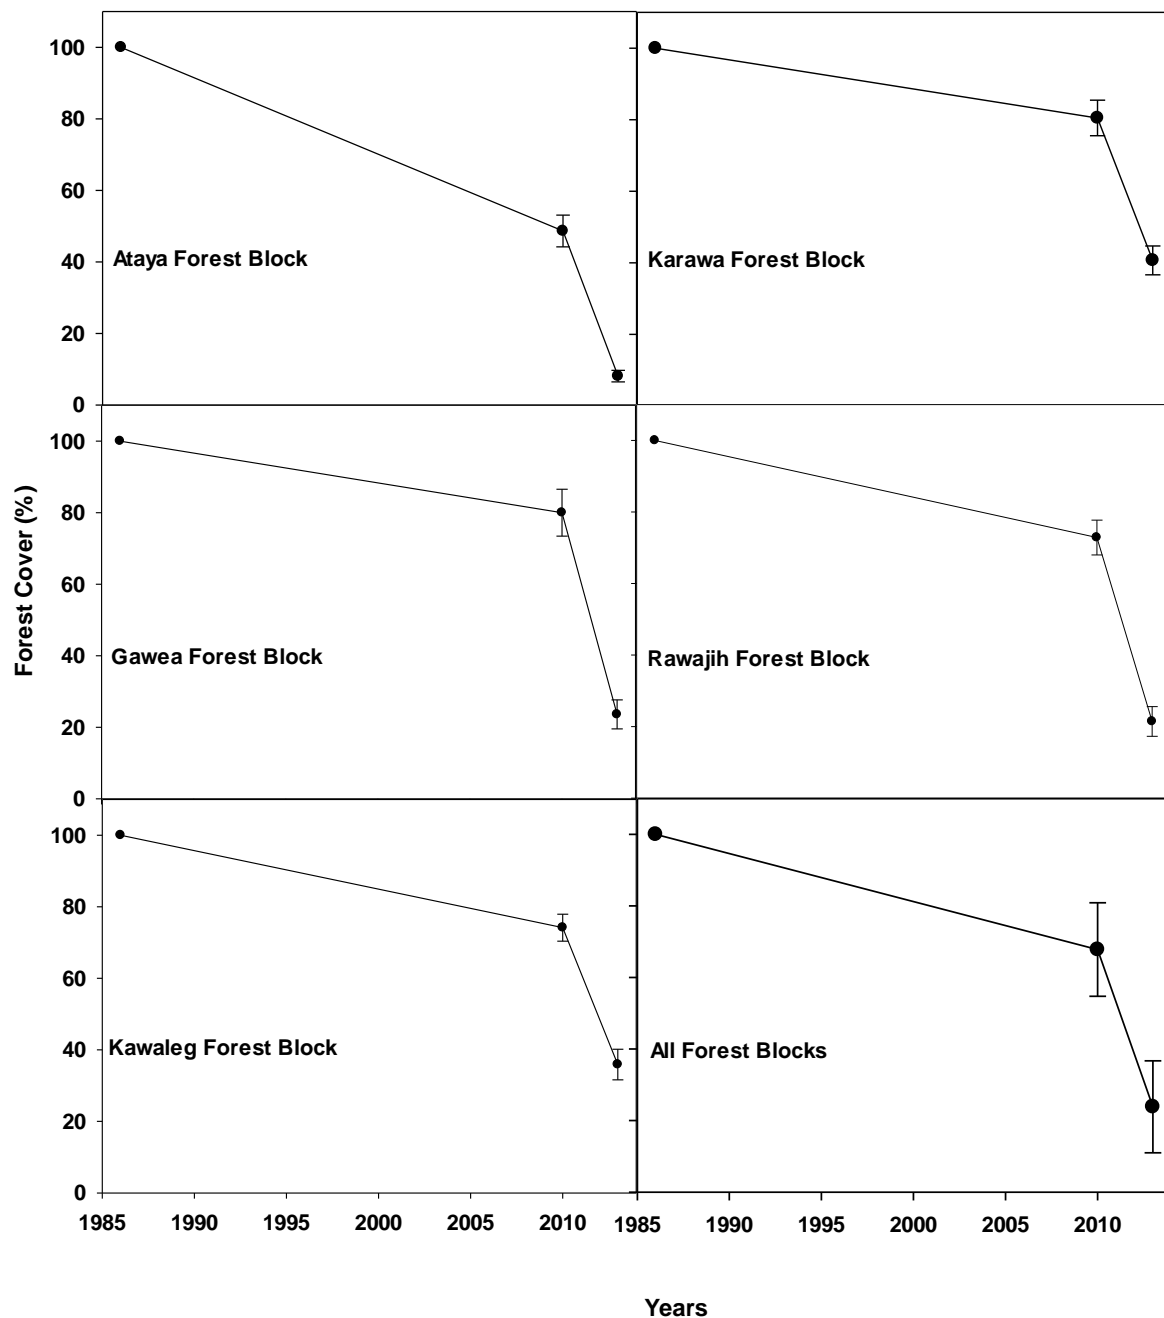 100
80
60
40
20
0
Ataya Forest Block
Karawa Forest Block
100
80
60
40
20
0
Gawea Forest Block
Rawajih Forest Block
Forest Cover (%)
100
80
60
40
20
0
Kawaleg Forest Block
All Forest Blocks
1985 1990 1995 2000 2005 2010 1985 1990 1995 2000 2005 2010
Years